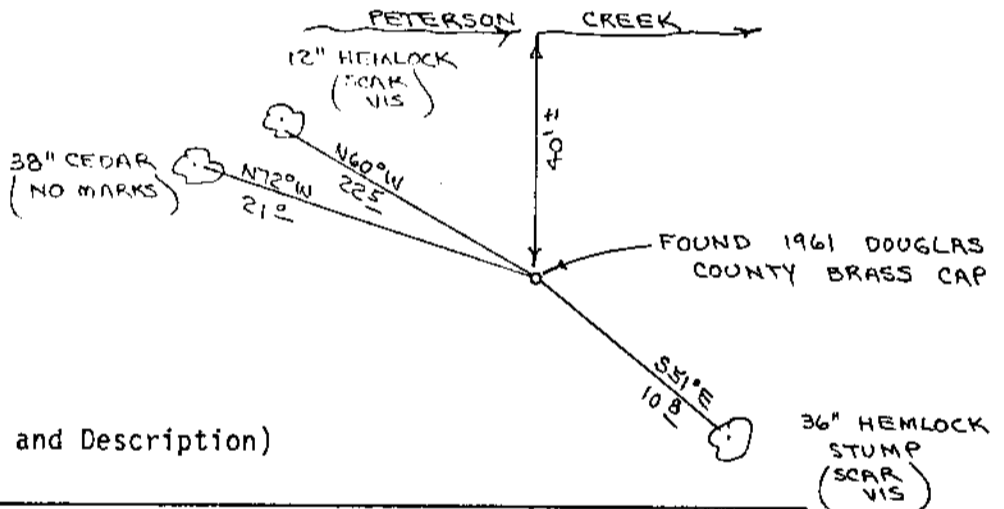 PETERSON CREEK
12" HEMLOCK
(SCAR
VIS)
40'±
38" CEDAR
(NO MARKS)
N60°W
22 5
N72°W
21 0
FOUND 1961 DOUGLAS
COUNTY BRASS CAP
S51°E
10 8
36" HEMLOCK
STUMP
(SCAR
VIS)
and Description)